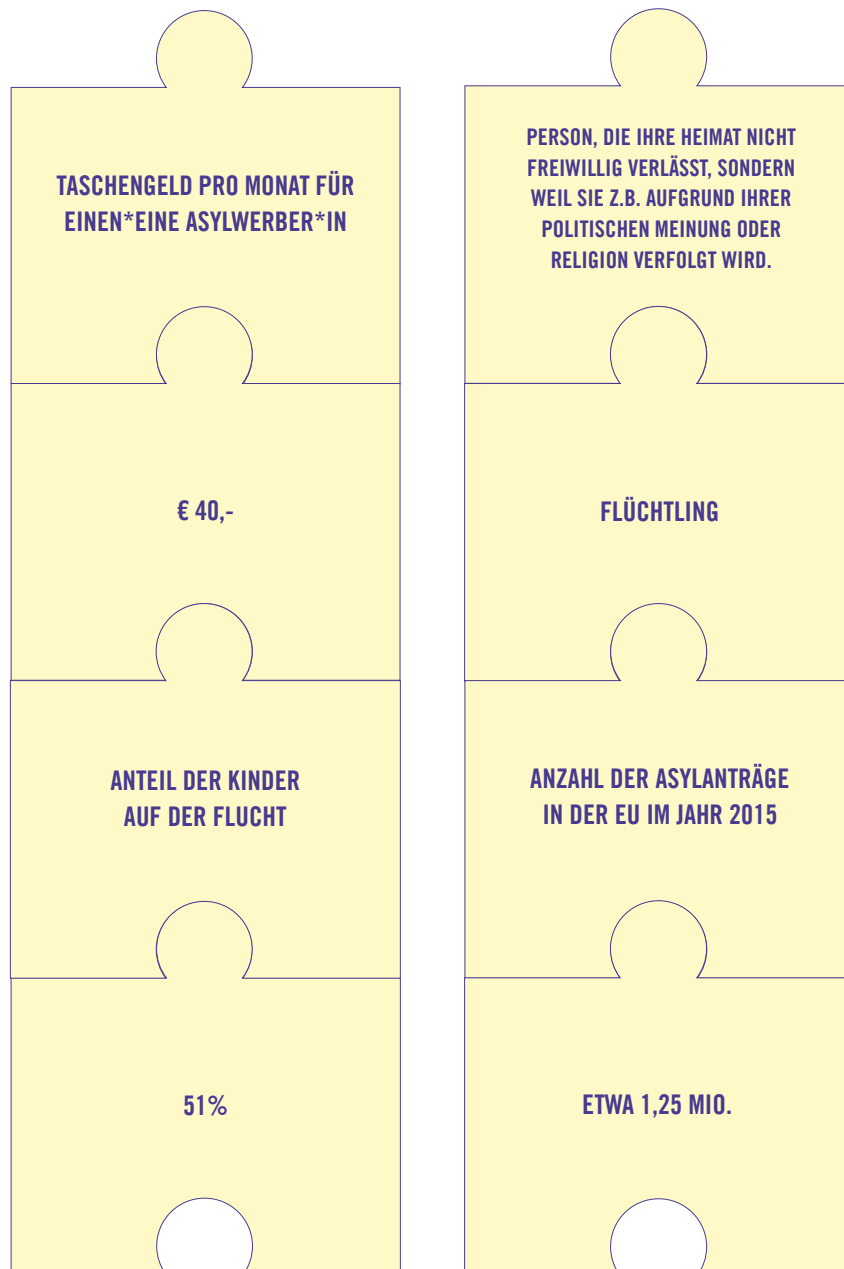 TASCHENGELD PRO MONAT FÜR
EINEN*EINE ASYLWERBER*IN
€ 40,-
ANTEIL DER KINDER
AUF DER FLUCHT
51%
PERSON, DIE IHRE HEIMAT NICHT
FREIWILLIG VERLÄSST, SONDERN
WEIL SIE Z.B. AUFGRUND IHRER
POLITISCHEN MEINUNG ODER
RELIGION VERFOLGT WIRD.
FLÜCHTLING
ANZAHL DER ASYLANTRÄGE
IN DER EU IM JAHR 2015
ETWA 1,25 MIO.